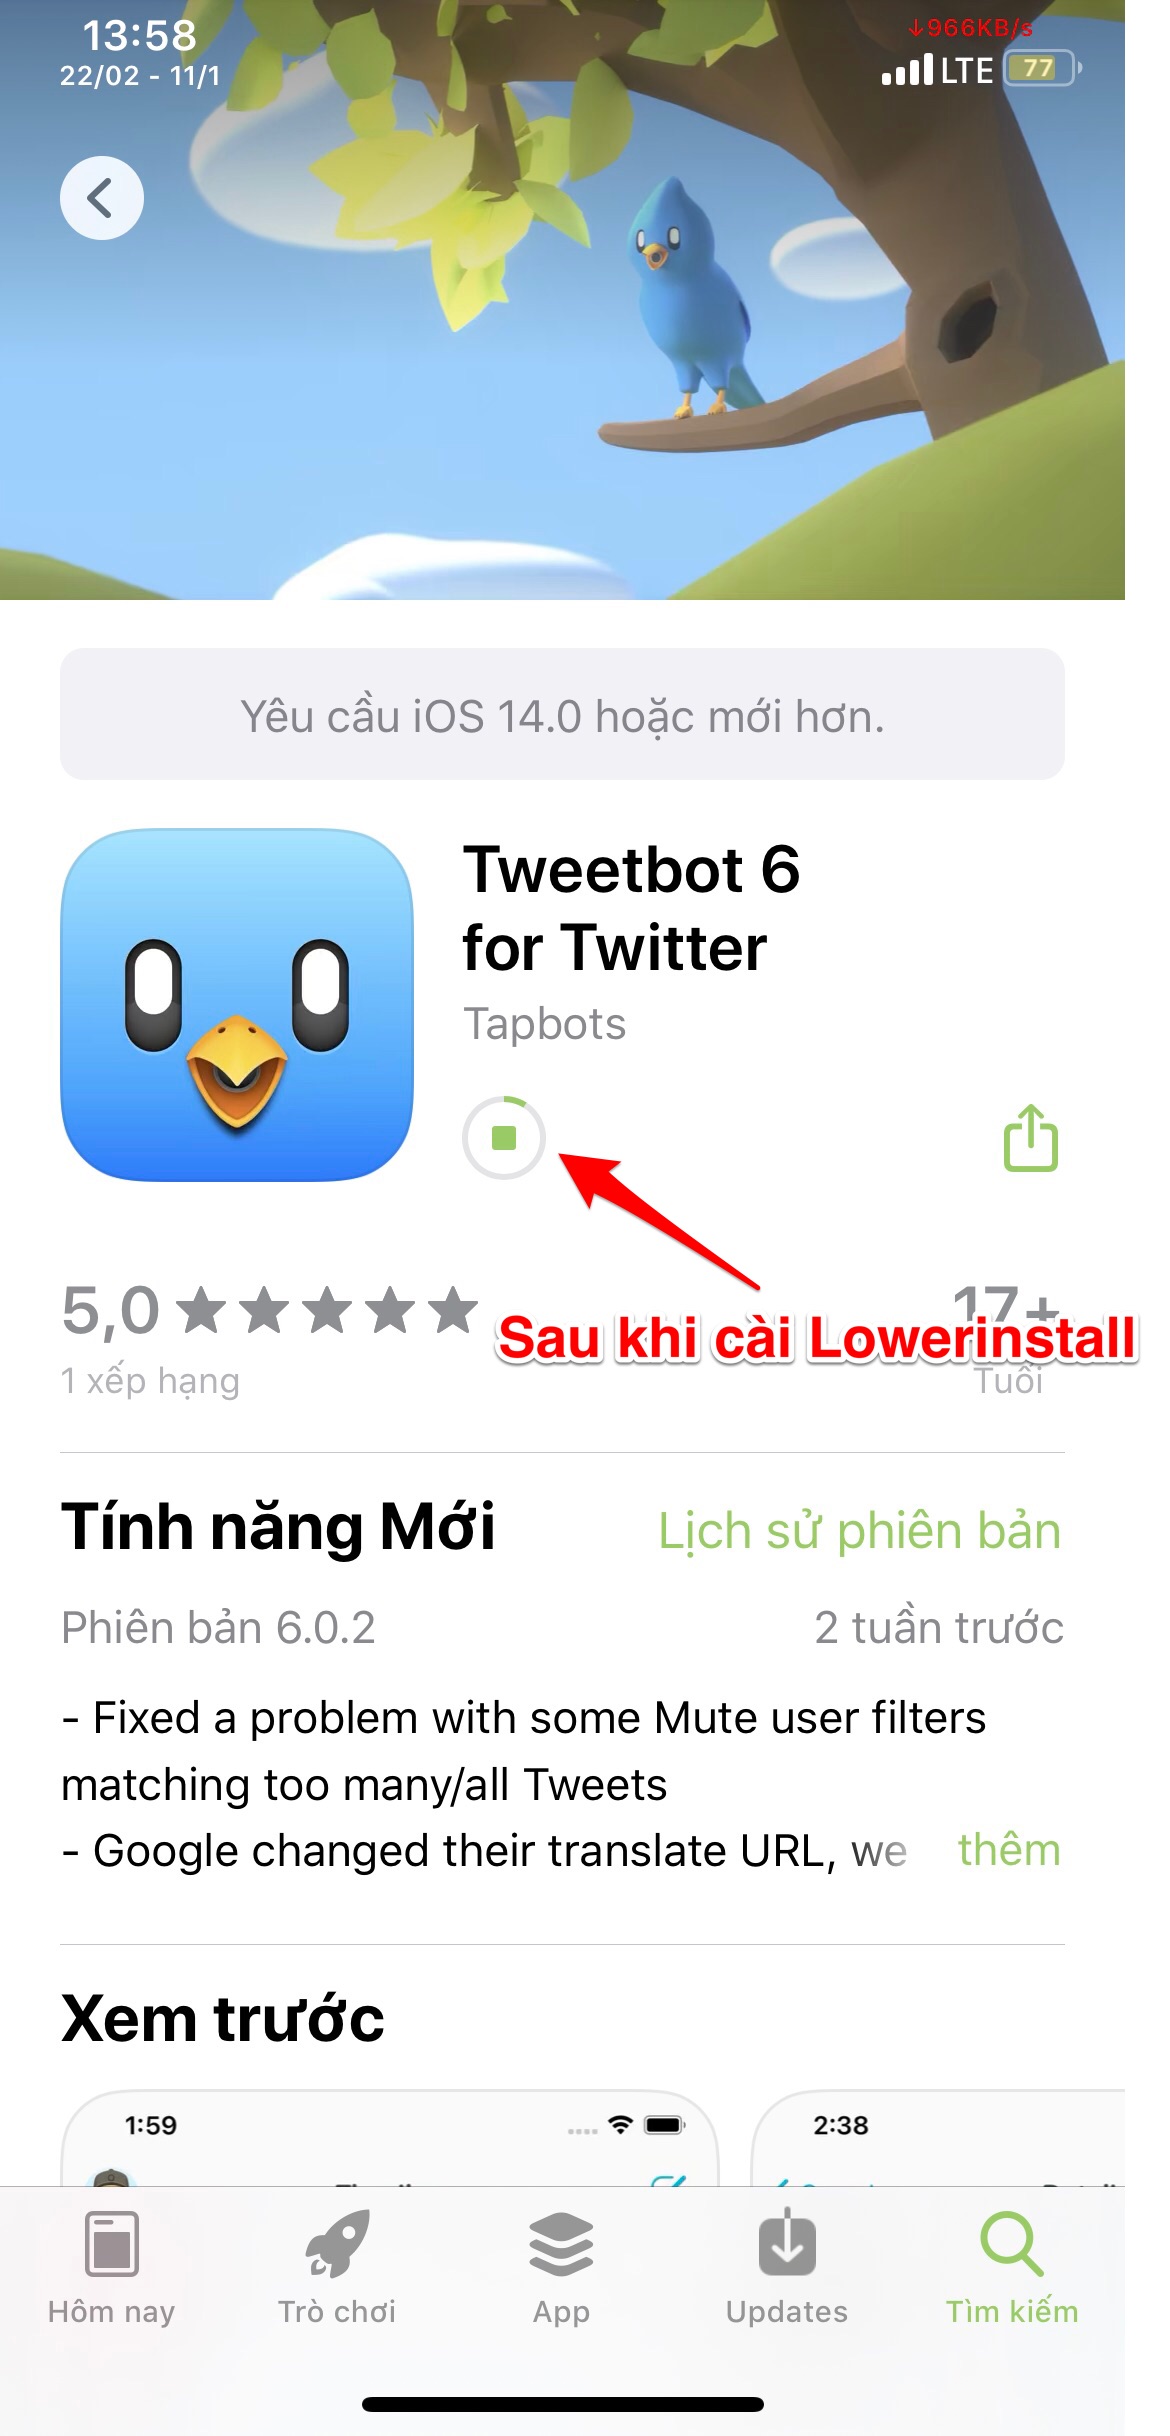 13:58
↓966KB/s
22/02 - 11/1
LTE 77
Yêu cầu iOS 14.0 hoặc mới hơn.
Tweetbot 6
for Twitter
Tapbots
5,0 ★★★★★
17+
Sau khi cài Lowerinstall
1 xếp hạng
Tuổi
Tính năng Mới
Lịch sử phiên bản
Phiên bản 6.0.2
2 tuần trước
- Fixed a problem with some Mute user filters
matching too many/all Tweets
- Google changed their translate URL, we
thêm
Xem trước
1:59
2:38
Hôm nay
Trò chơi
App
Updates
Tìm kiếm